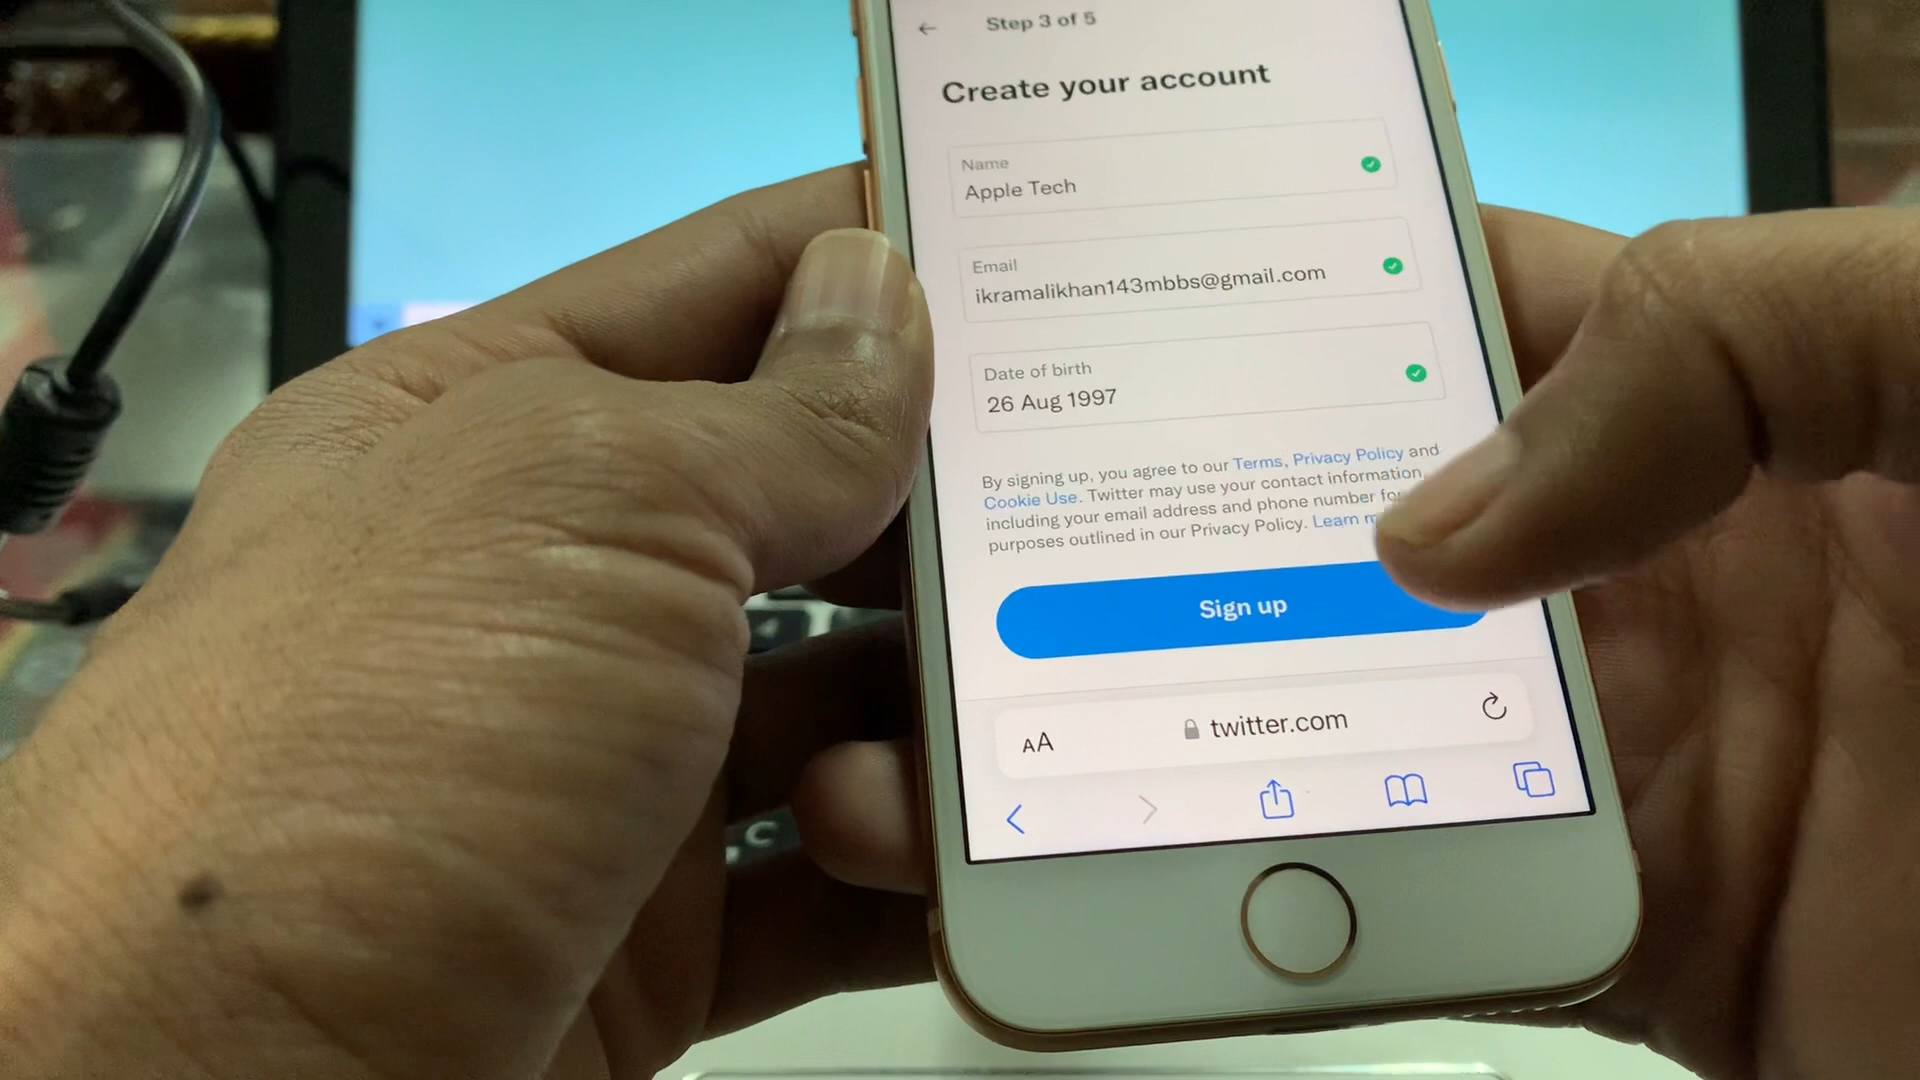 Step 3 of 5
Create your account
Name
Apple Tech
Email
ikramalikhan143mbbs@gmail.com
Date of birth
26 Aug 1997
By signing up, you agree to our Terms, Privacy Policy and
Cookie Use. Twitter may use your contact information,
including your email address and phone number for
purposes outlined in our Privacy Policy. Learn
Sign up
AA
twitter.com
C